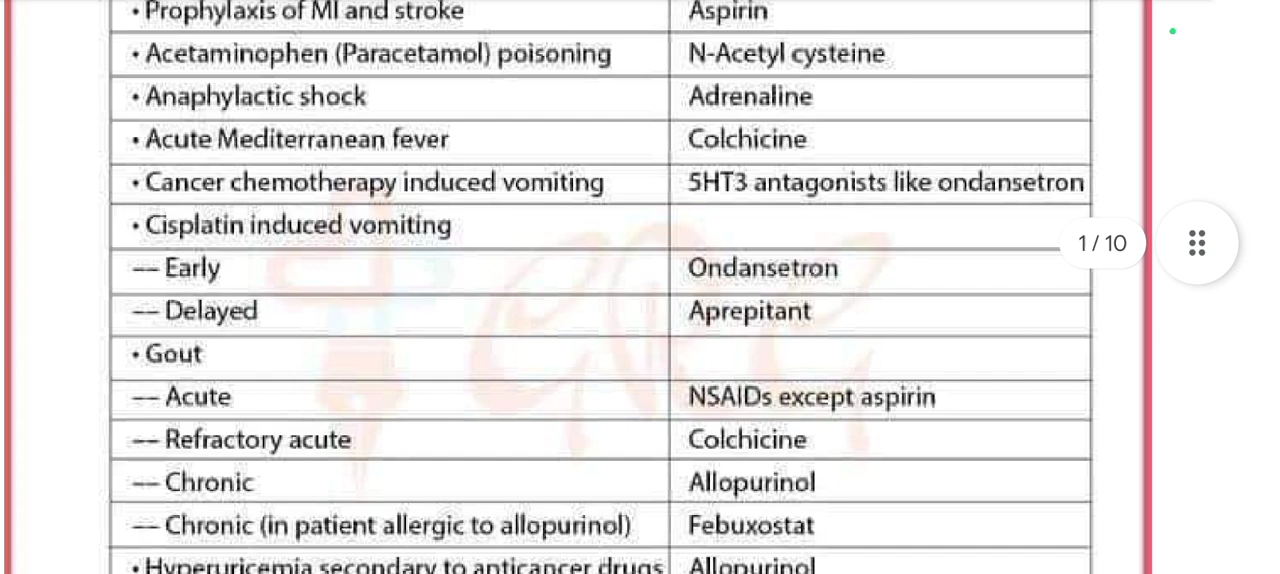 • Prophylaxis of MI and stroke Aspirin
• Acetaminophen (Paracetamol) poisoning N-Acetyl cysteine
• Anaphylactic shock Adrenaline
• Acute Mediterranean fever Colchicine
• Cancer chemotherapy induced vomiting 5HT3 antagonists like ondansetron
• Cisplatin induced vomiting
1 / 10
— Early Ondansetron
— Delayed Aprepitant
• Gout
— Acute NSAIDs except aspirin
— Refractory acute Colchicine
— Chronic Allopurinol
— Chronic (in patient allergic to allopurinol) Febuxostat
• Hyperuricemia secondary to anticancer drugs Allopurinol